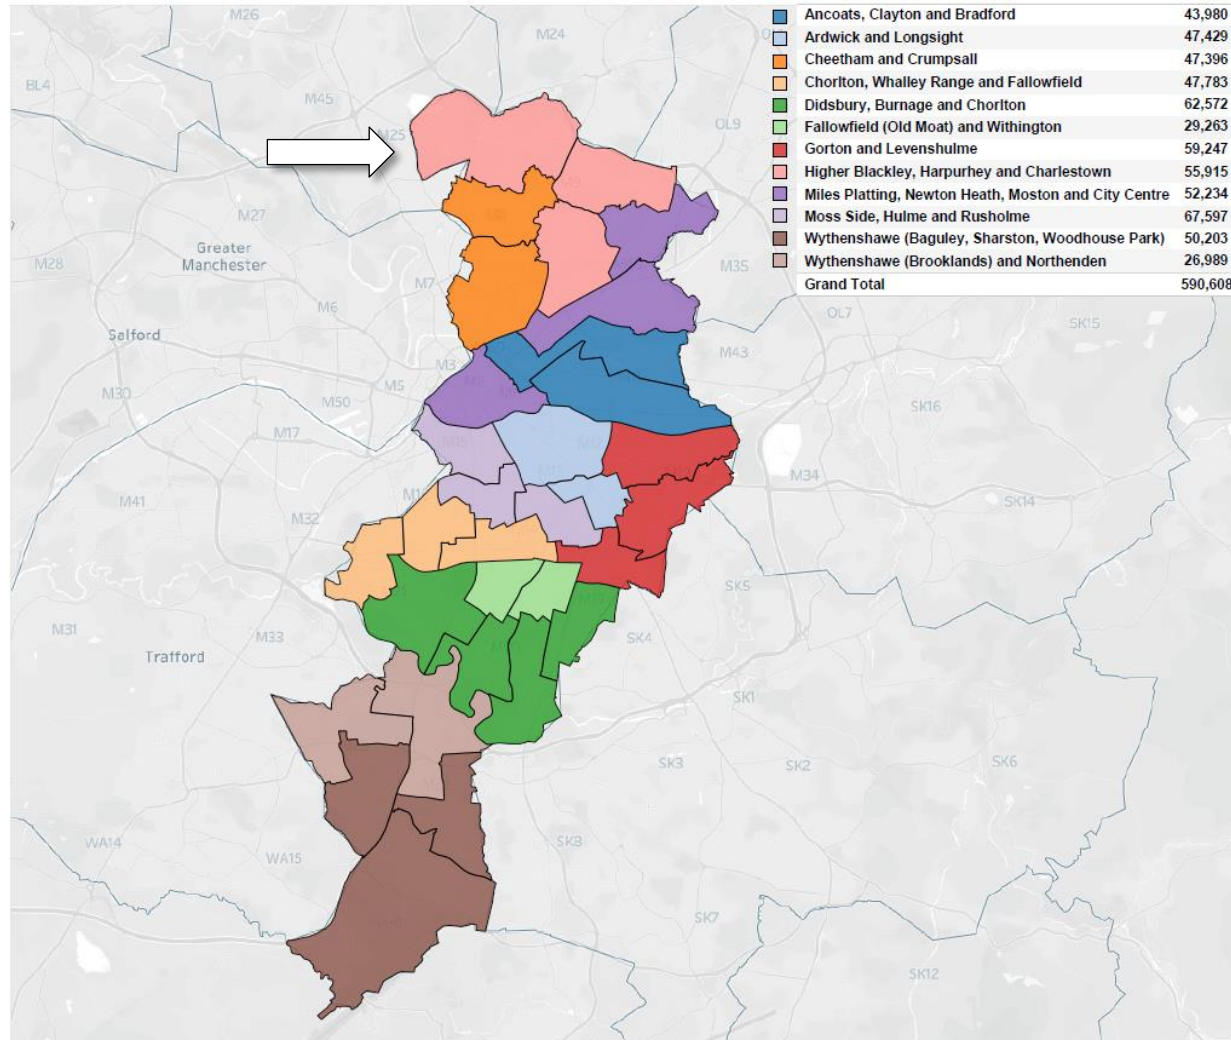 Ancoats, Clayton and Bradford 43,980
Ardwick and Longsight 47,429
Cheetham and Crumpsall 47,396
Chorlton, Whalley Range and Fallowfield 47,783
Didsbury, Burnage and Chorlton 62,572
Fallowfield (Old Moat) and Withington 29,263
Gorton and Levenshulme 59,247
Higher Blackley, Harpurhey and Charlestown 55,915
Miles Platting, Newton Heath, Moston and City Centre 52,234
Moss Side, Hulme and Rusholme 67,597
Wythenshawe (Baguley, Sharston, Woodhouse Park) 50,203
Wythenshawe (Brooklands) and Northenden 26,989
Grand Total 590,608
M26
M24
BL4
M45
OL9
M25
M9
M27
Greater
Manchester
M28
M35
M7
M6
OL7
SK15
Salford
M3
M43
M5
M30
M50
SK16
M17
M15
M12
M13
M34
M41
SK14
M32
SK5
M31
M33
SK4
Trafford
SK1
SK3
SK2
SK6
WA14
WA15
SK8
SK7
SK12